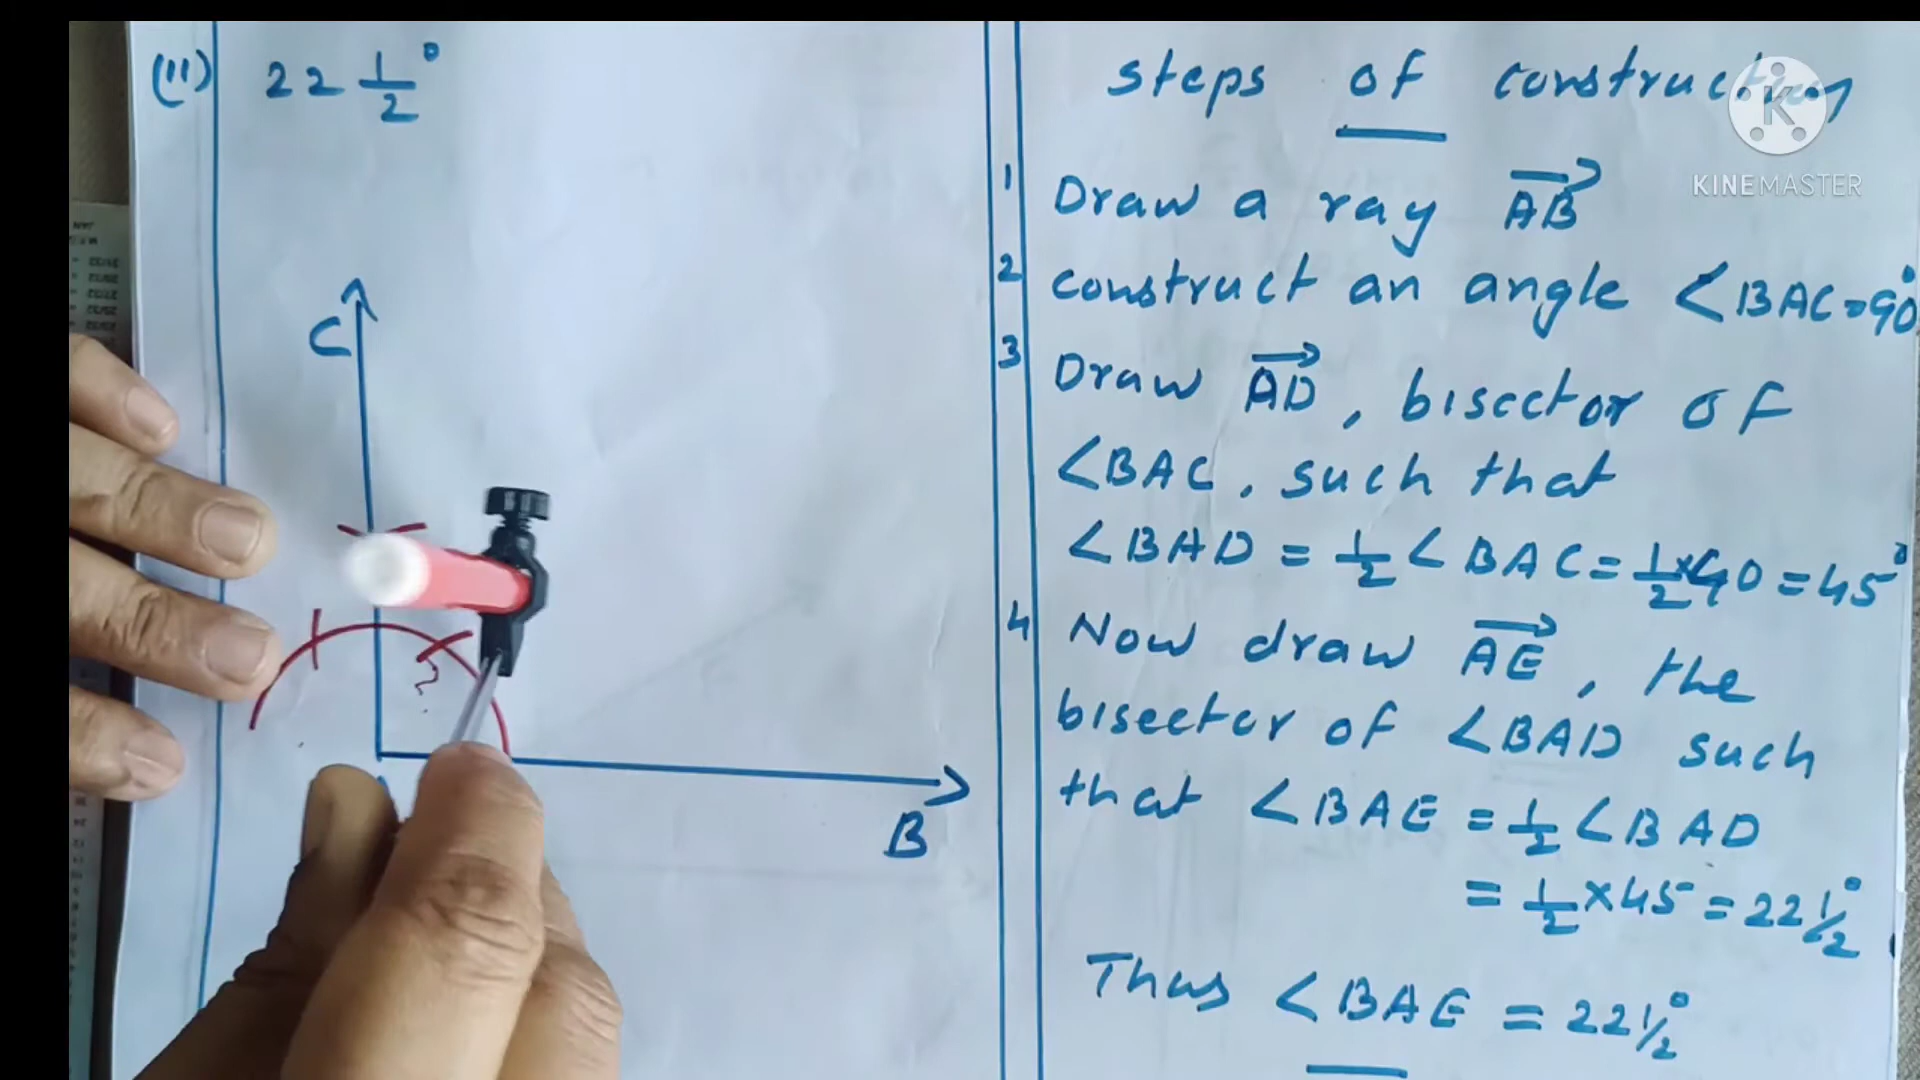 (11) 22 1/2°
C
B
steps of construction
1 Draw a ray AB
2 construct an angle ∠BAC=90°
3 Draw AD, bisector of
∠BAC, such that
∠BAD = 1/2 ∠BAC = 1/2×90 = 45°
4 Now draw AE, the
bisector of ∠BAD such
that ∠BAE = 1/2 ∠BAD
= 1/2 × 45 = 22 1/2°
Thus ∠BAE = 22 1/2°
K
KINEMASTER